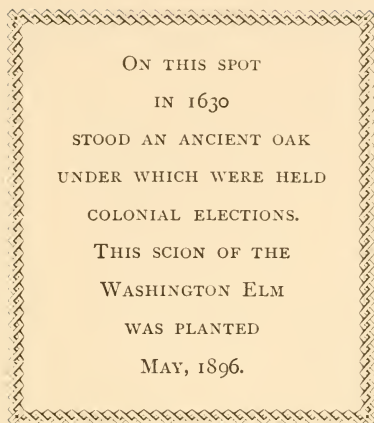 On this spot
in 1630
stood an ancient oak
under which were held
colonial elections.
This scion of the
Washington Elm
was planted
May, 1896.